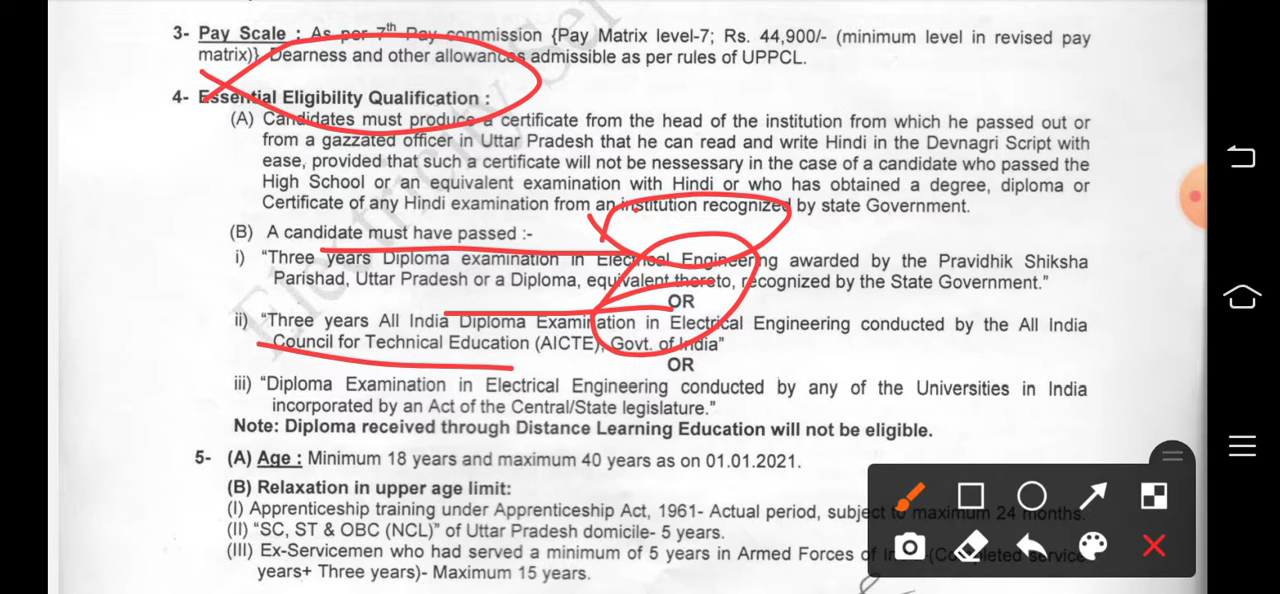 3- Pay Scale : As per 7th Pay commission {Pay Matrix level-7; Rs. 44,900/- (minimum level in revised pay
matrix)} Dearness and other allowances admissible as per rules of UPPCL.
4- Essential Eligibility Qualification :
(A) Candidates must produce a certificate from the head of the institution from which he passed out or
from a gazzated officer in Uttar Pradesh that he can read and write Hindi in the Devnagri Script with
ease, provided that such a certificate will not be nessessary in the case of a candidate who passed the
High School or an equivalent examination with Hindi or who has obtained a degree, diploma or
Certificate of any Hindi examination from an institution recognized by state Government.
(B) A candidate must have passed :-
i) “Three years Diploma examination in Electrical Engineering awarded by the Pravidhik Shiksha
Parishad, Uttar Pradesh or a Diploma, equivalent thereto, recognized by the State Government.”
OR
ii) “Three years All India Diploma Examination in Electrical Engineering conducted by the All India
Council for Technical Education (AICTE), Govt. of India”
OR
iii) “Diploma Examination in Electrical Engineering conducted by any of the Universities in India
incorporated by an Act of the Central/State legislature.”
Note: Diploma received through Distance Learning Education will not be eligible.
5- (A) Age : Minimum 18 years and maximum 40 years as on 01.01.2021.
(B) Relaxation in upper age limit:
(I) Apprenticeship training under Apprenticeship Act, 1961- Actual period, subject to maximum 24 months.
(II) “SC, ST & OBC (NCL)” of Uttar Pradesh domicile- 5 years.
(III) Ex-Servicemen who had served a minimum of 5 years in Armed Forces of (Completed service
years+ Three years)- Maximum 15 years.
Electricity